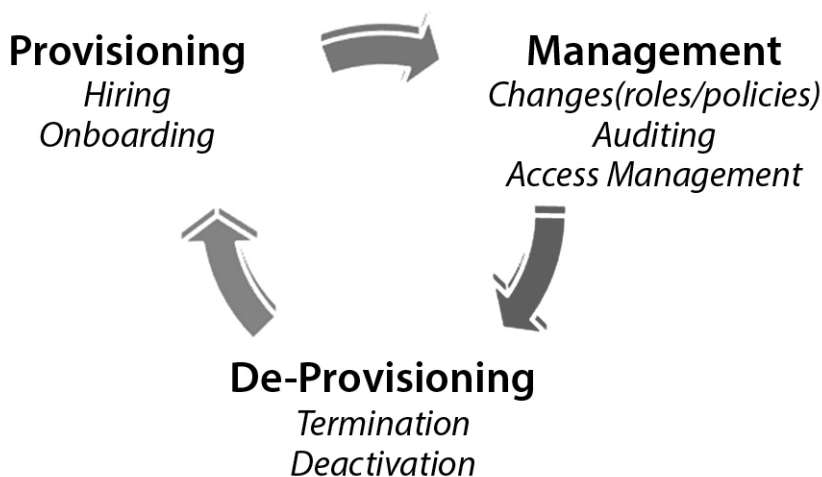 Provisioning
Hiring
Onboarding
Management
Changes(roles/policies)
Auditing
Access Management
De-Provisioning
Termination
Deactivation